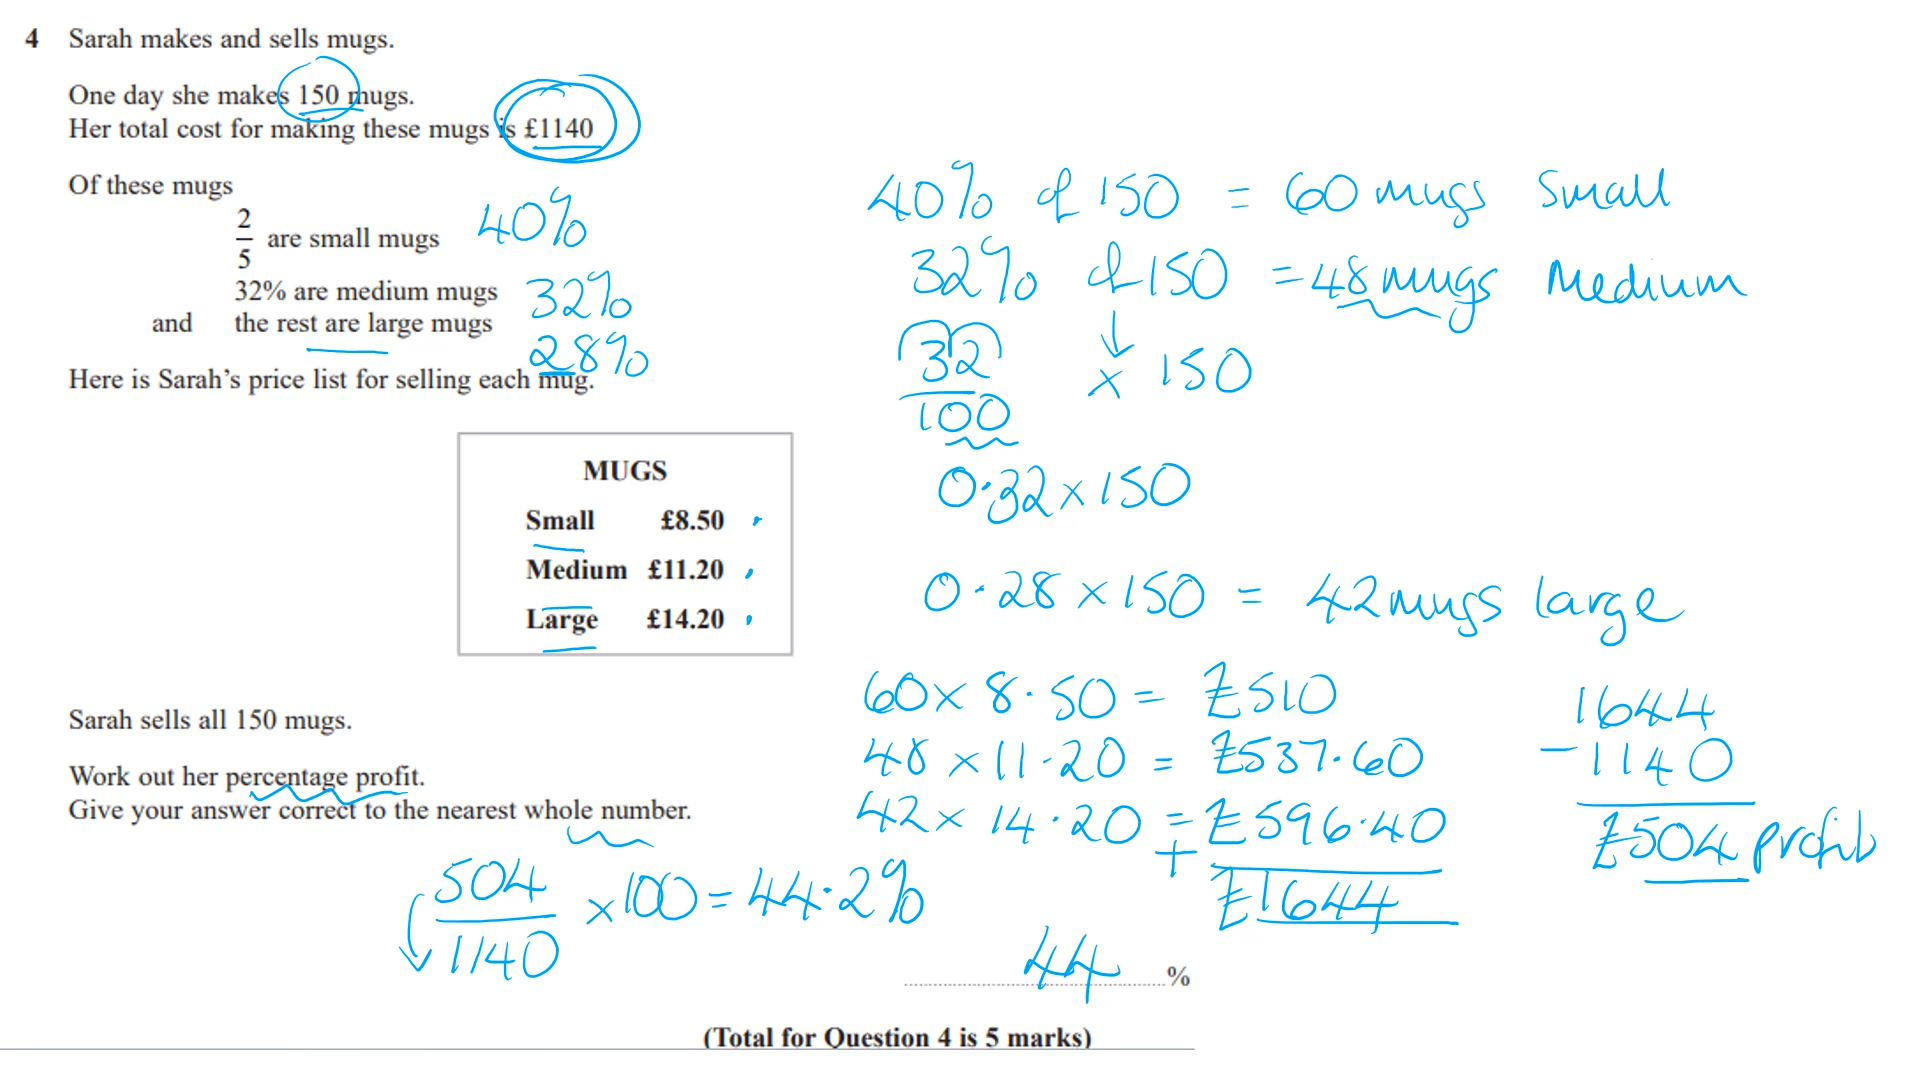 4 Sarah makes and sells mugs.
One day she makes 150 mugs.
Her total cost for making these mugs is £1140
Of these mugs
2/5 are small mugs 40%
32% are medium mugs 32%
and the rest are large mugs 28%
Here is Sarah's price list for selling each mug.
MUGS
Small £8.50
Medium £11.20
Large £14.20
Sarah sells all 150 mugs.
Work out her percentage profit.
Give your answer correct to the nearest whole number.
504/1140 ×100 = 44.2%
40% of 150 = 60 mugs small
32% of 150 = 48 mugs Medium
32/100 × 150
0.32 × 150
0.28 × 150 = 42 mugs large
60 × 8.50 = £510
48 × 11.20 = £537.60
42 × 14.20 = £596.40
+
£1644
1644
-1140
£504 profit
44 %
(Total for Question 4 is 5 marks)